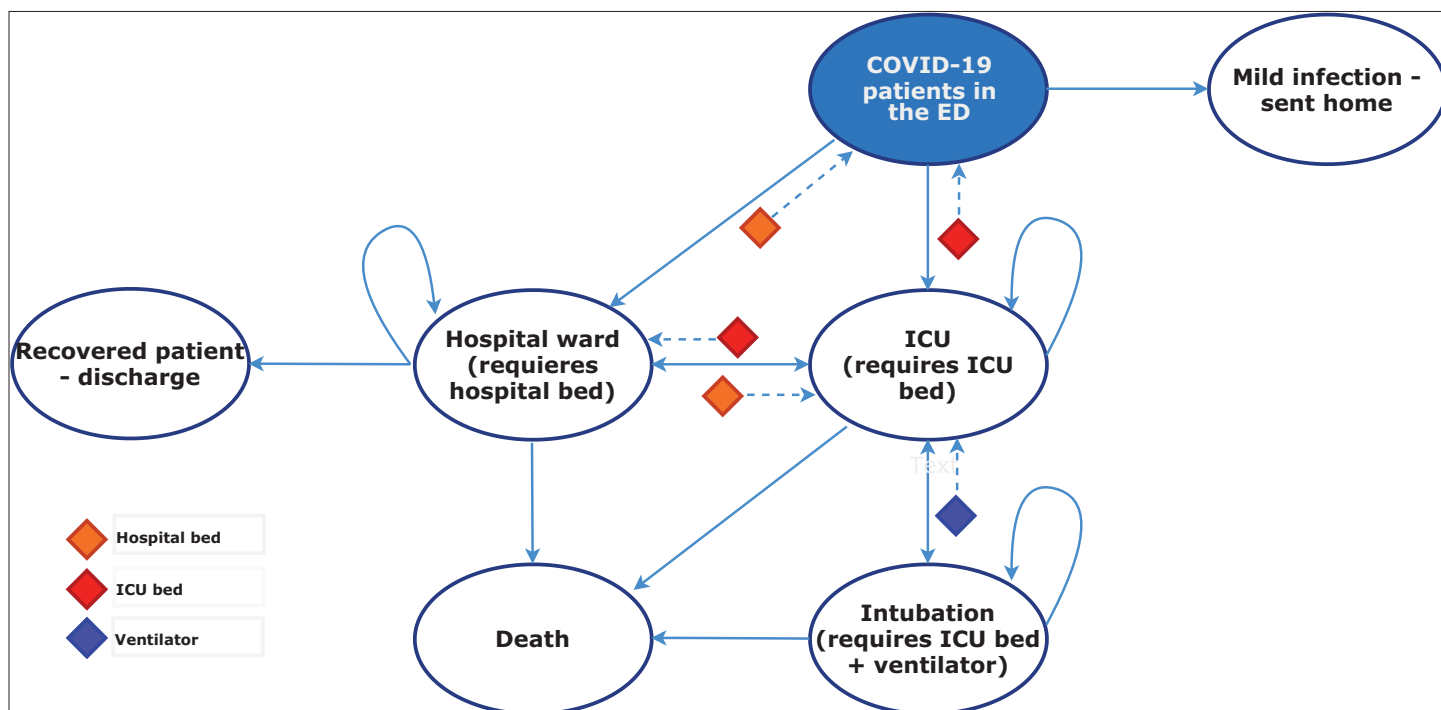 COVID-19
patients in
the ED
Mild infection -
sent home
Recovered patient
- discharge
Hospital ward
(requieres
hospital bed)
ICU
(requires ICU
bed)
Text
Hospital bed
ICU bed
Ventilator
Death
Intubation
(requires ICU bed
+ ventilator)